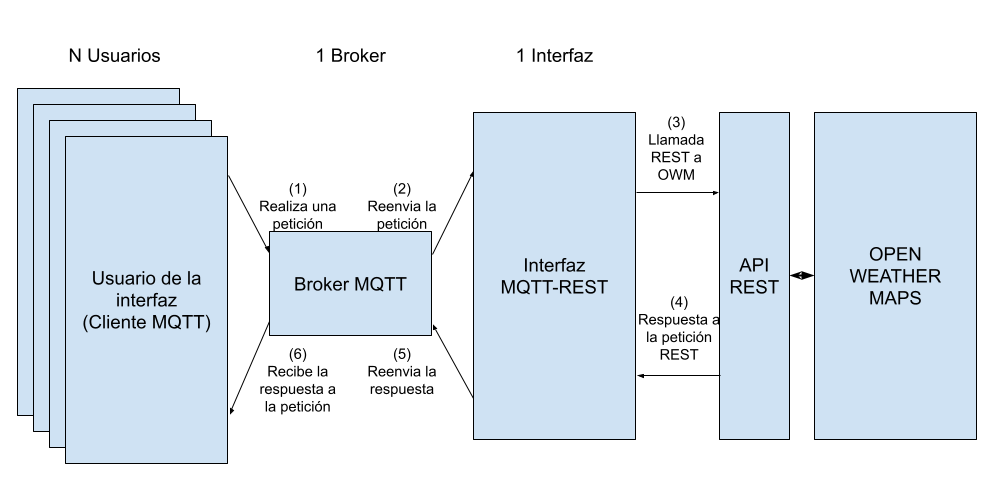 N Usuarios
1 Broker
1 Interfaz
Usuario de la
interfaz
(Cliente MQTT)
(1)
Realiza una
petición
(2)
Reenvia la
petición
Broker MQTT
(6)
Recibe la
respuesta a
la petición
(5)
Reenvia la
respuesta
Interfaz
MQTT-REST
(3)
Llamada
REST a
OWM
(4)
Respuesta a
la petición
REST
API
REST
OPEN
WEATHER
MAPS